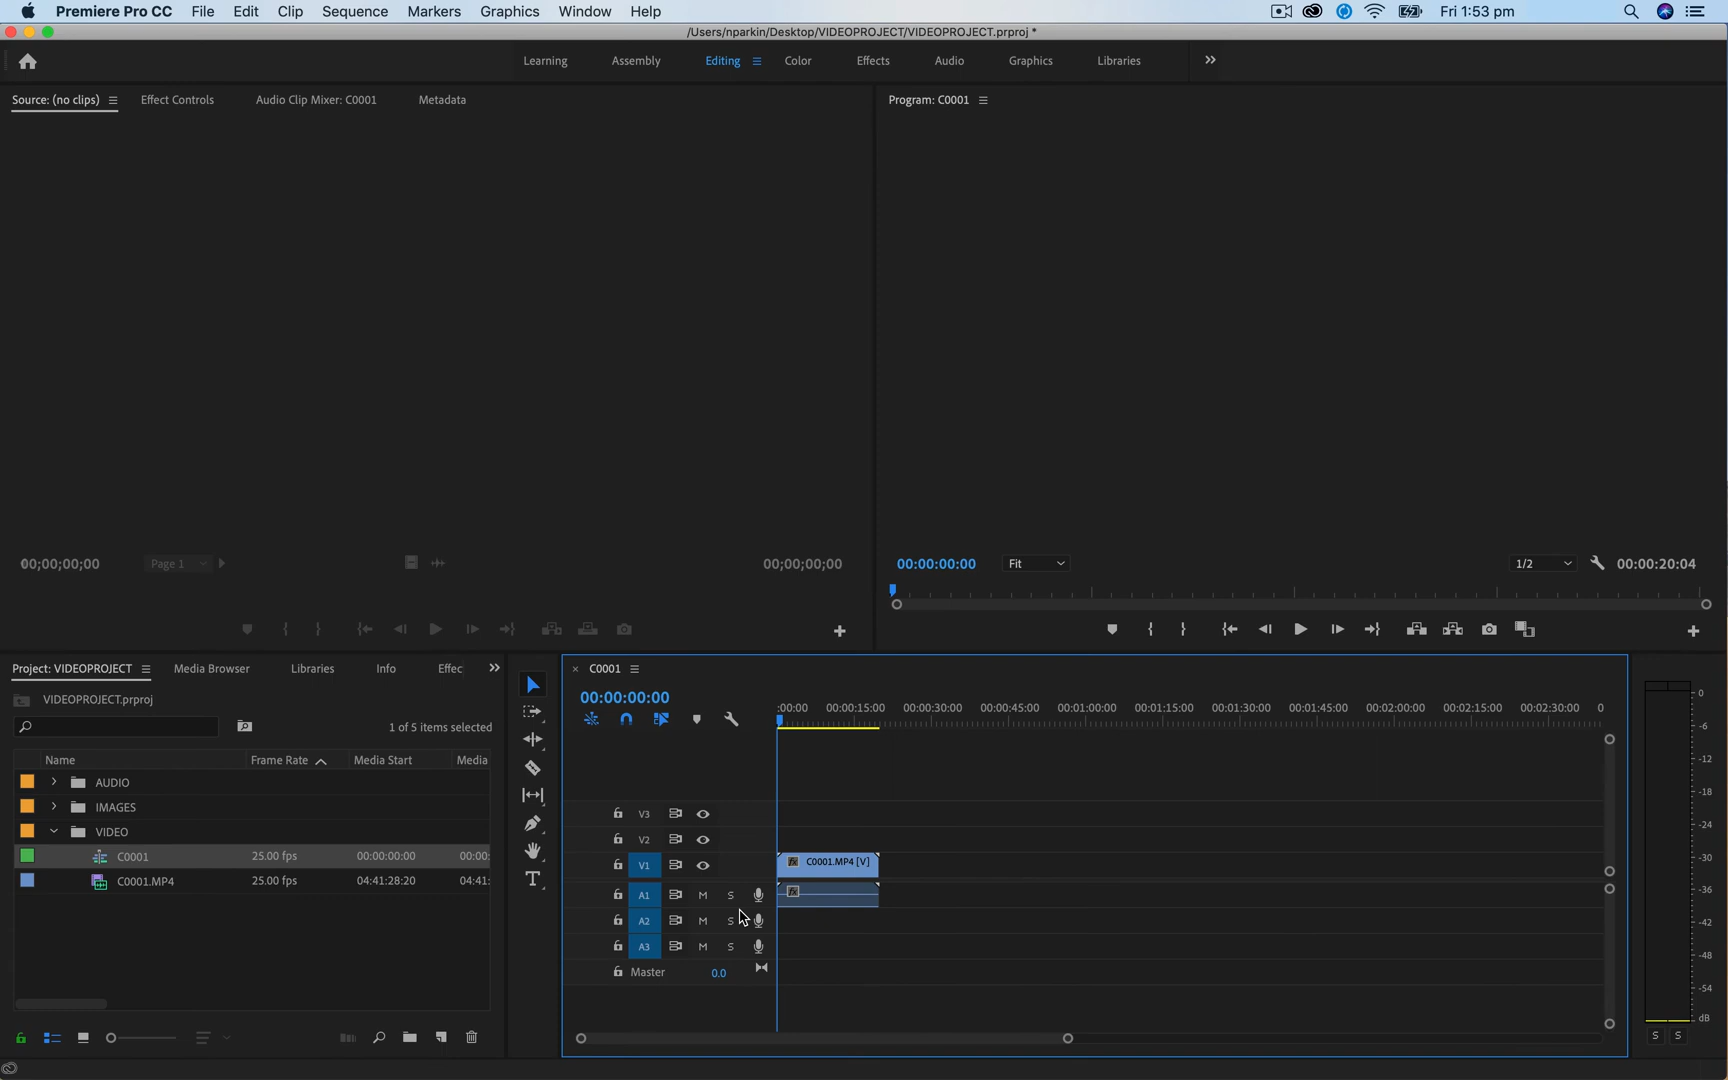 Premiere Pro CC File Edit Clip Sequence Markers Graphics Window Help Fri 1:53 pm
/Users/nparkin/Desktop/VIDEOPROJECT/VIDEOPROJECT.prproj *
Learning Assembly Editing Color Effects Audio Graphics Libraries
Source: (no clips) Effect Controls Audio Clip Mixer: C0001 Metadata Program: C0001
00;00;00;00 Page 1 00;00;00;00 00:00:00:00 Fit 1/2 00:00:20:04
Project: VIDEOPROJECT Media Browser Libraries Info Effec
C0001
VIDEOPROJECT.prproj
00:00:00:00
1 of 5 items selected
:00:00 00:00:15:00 00:00:30:00 00:00:45:00 00:01:00:00 00:01:15:00 00:01:30:00 00:01:45:00 00:02:00:00 00:02:15:00 00:02:30:00 0
Name Frame Rate Media Start Media
AUDIO
IMAGES
VIDEO
C0001 25.00 fps 00:00:00:00 00:00:
C0001.MP4 25.00 fps 04:41:28:20 04:41:
V3
V2
V1 C0001.MP4 [V]
A1 M S
A2 M S
A3 M S
Master 0.0
0
-6
-12
-18
-24
-30
-36
-42
-48
-54
dB
S S
T